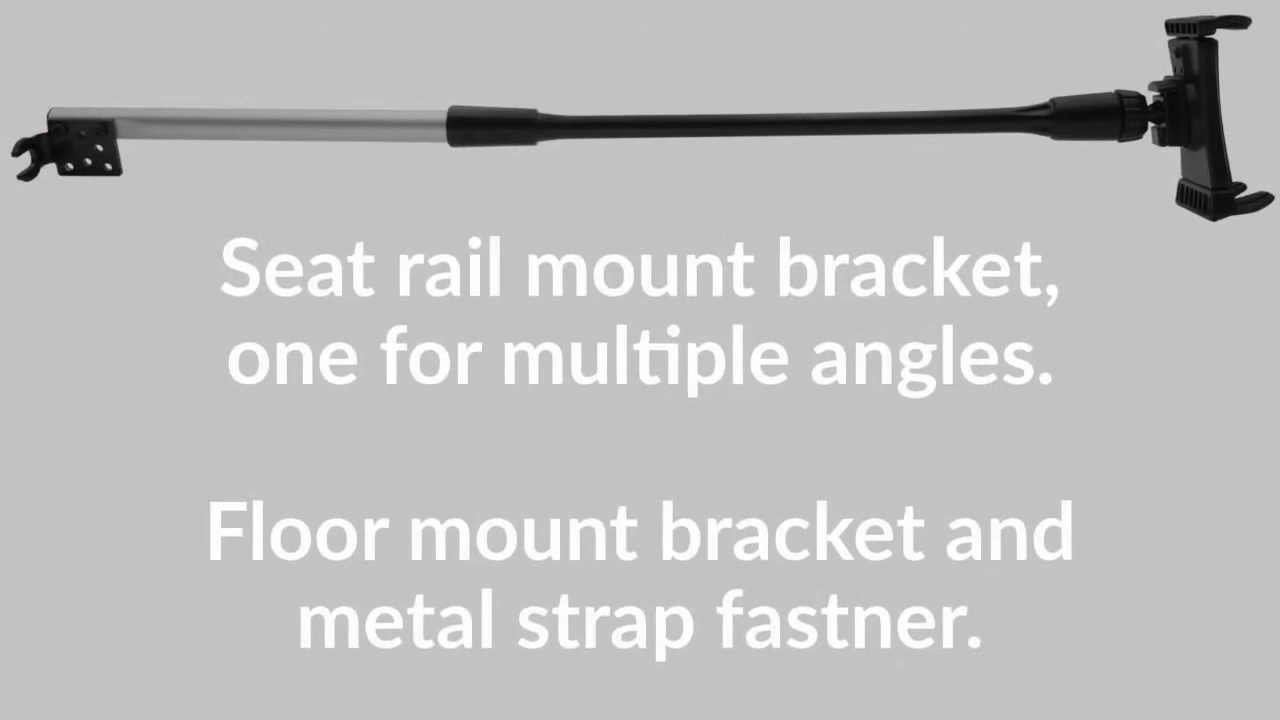 Seat rail mount bracket,
one for multiple angles.
Floor mount bracket and
metal strap fastner.